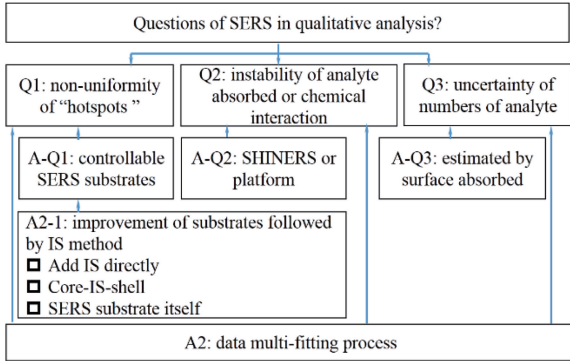 Questions of SERS in qualitative analysis?
Q1: non-uniformity
of “hotspots ”
Q2: instability of analyte
absorbed or chemical
interaction
Q3: uncertainty of
numbers of analyte
A-Q1: controllable
SERS substrates
A-Q2: SHINERS or
platform
A-Q3: estimated by
surface absorbed
A2-1: improvement of substrates followed
by IS method
Add IS directly
Core-IS-shell
SERS substrate itself
A2: data multi-fitting process